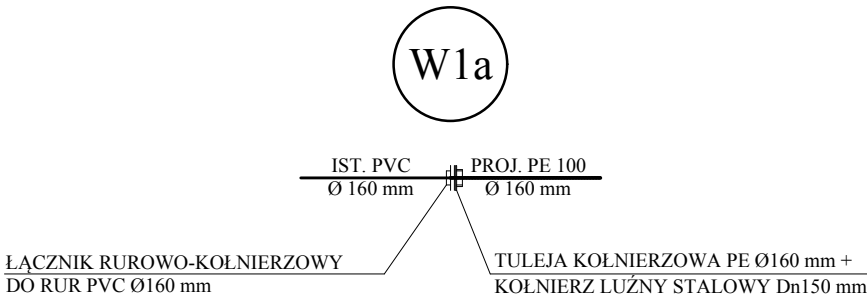 W1a
IST. PVC
Ø 160 mm
PROJ. PE 100
Ø 160 mm
ŁĄCZNIK RUROWO-KOŁNIERZOWY
DO RUR PVC Ø160 mm
TULEJA KOŁNIERZOWA PE Ø160 mm +
KOŁNIERZ LUŹNY STALOWY Dn150 mm